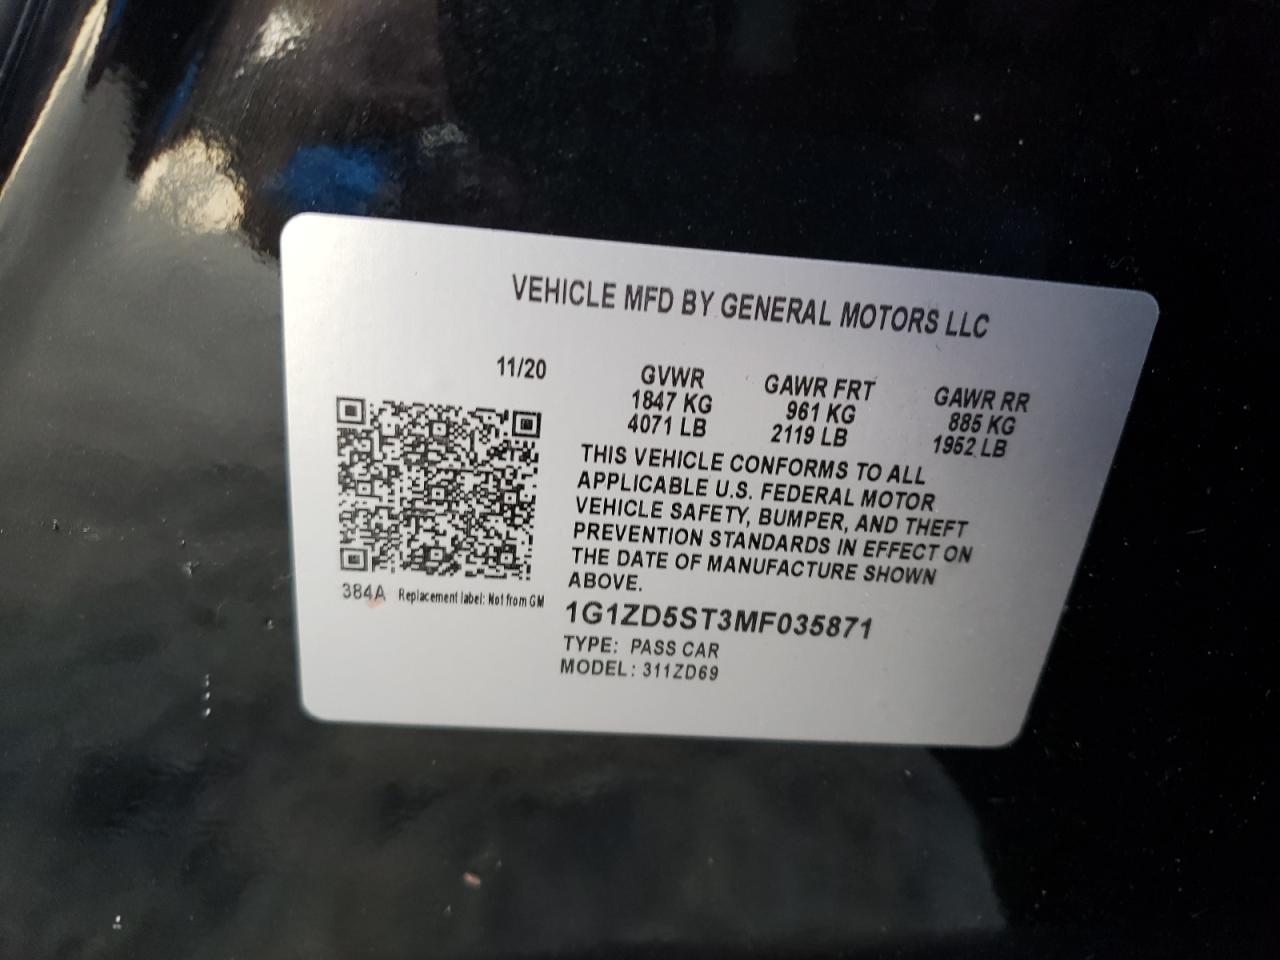 VEHICLE MFD BY GENERAL MOTORS LLC
11/20
GVWR
1847 KG
4071 LB
GAWR FRT
961 KG
2119 LB
GAWR RR
885 KG
1952 LB
THIS VEHICLE CONFORMS TO ALL
APPLICABLE U.S. FEDERAL MOTOR
VEHICLE SAFETY, BUMPER, AND THEFT
PREVENTION STANDARDS IN EFFECT ON
THE DATE OF MANUFACTURE SHOWN
ABOVE.
384A Replacement label: Not from GM
1G1ZD5ST3MF035871
TYPE: PASS CAR
MODEL: 311ZD69